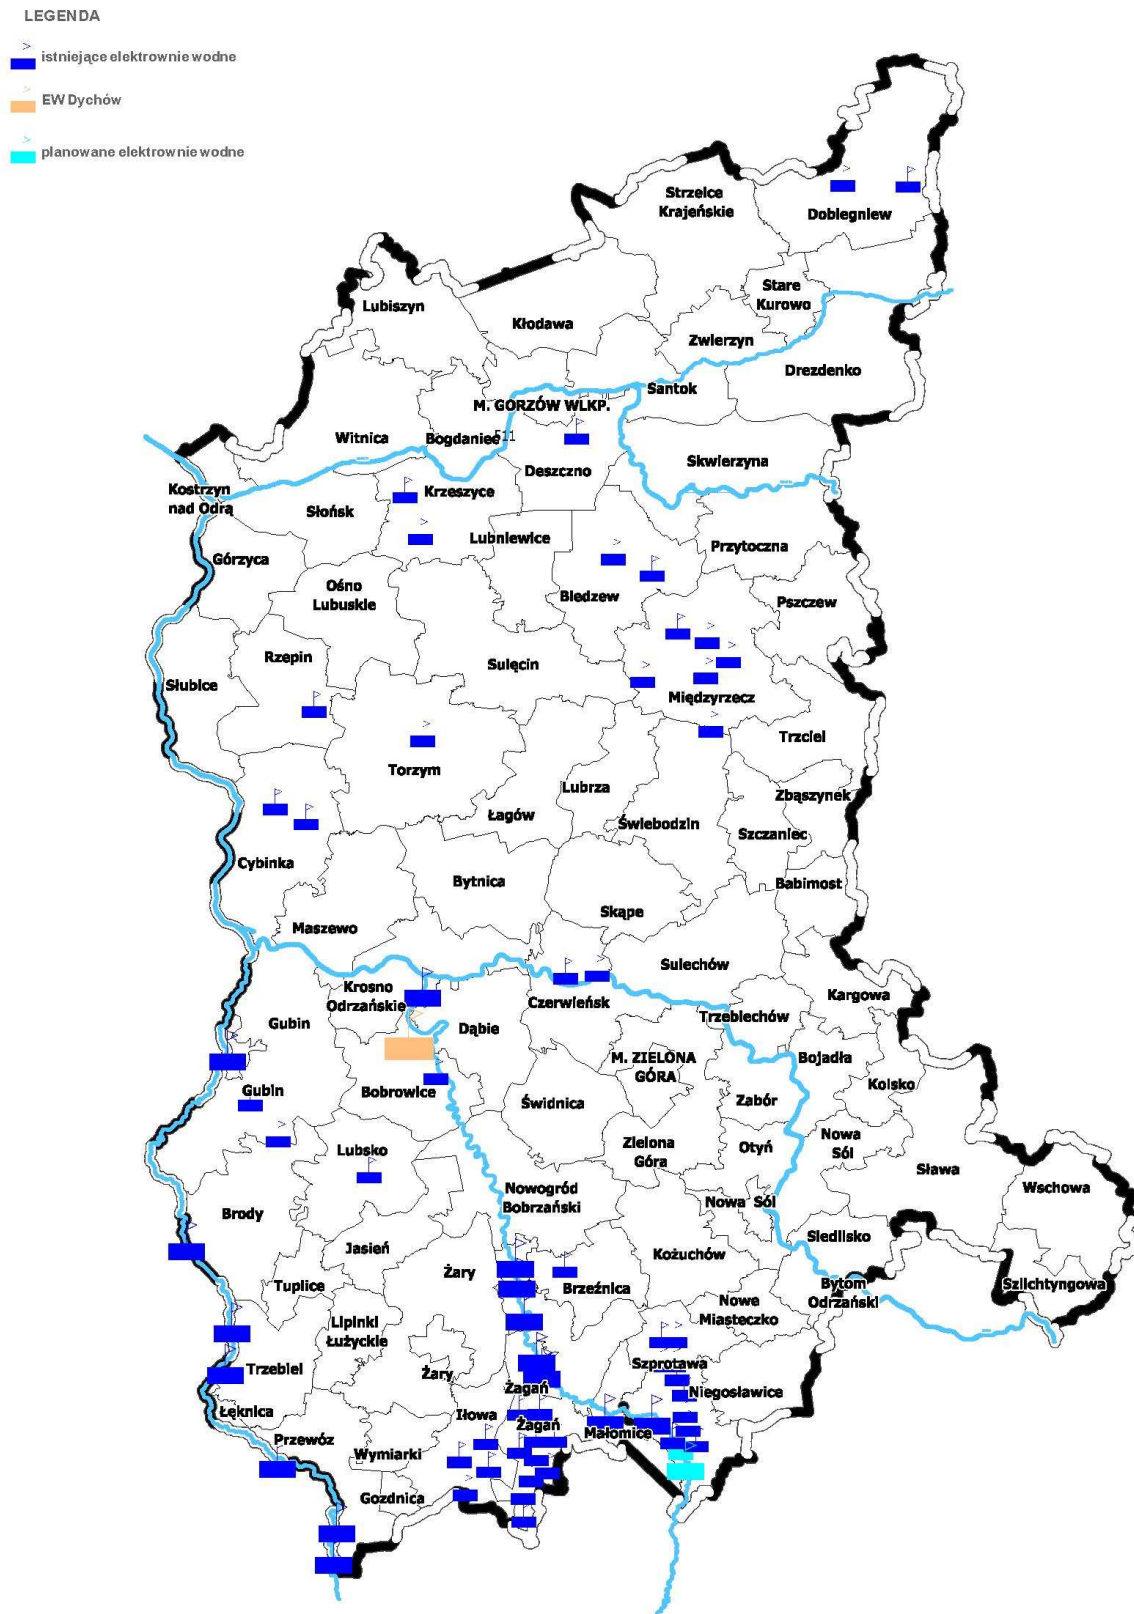 LEGENDA
istniejące elektrownie wodne
EW Dychów
planowane elektrownie wodne
Strzelce
Krajeńskie
Dobiegniew
Stare
Kurowo
Lubiszyn
Kłodawa
Zwierzyn
Drezdenko
Santok
M. GORZÓW WLKP.
Witnica
Bogdaniec
511
Deszczno
Skwierzyna
Kostrzyn
nad Odrą
Słońsk
Krzeszyce
Lubniewice
Przytoczna
Górzyca
Ośno
Lubuskie
Bledzew
Pszczew
Rzepin
Sulęcin
Słubice
Międzyrzecz
Trzciel
Torzym
Lubrza
Zbąszynek
Łagów
Świebodzin
Szczaniec
Cybinka
Bytnica
Babimost
Skąpe
Maszewo
Sulechów
Krosno
Odrzańskie
Czerwieńsk
Kargowa
Gubin
Dąbie
Trzebiechów
M. ZIELONA
GÓRA
Bojadła
Kolsko
Gubin
Bobrowice
Świdnica
Zabór
Lubsko
Zielona
Góra
Otyń
Nowa
Sól
Sława
Wschowa
Nowogród
Bobrzański
Nowa Sól
Brody
Siedlisko
Jasień
Kożuchów
Żary
Tuplice
Brzeźnica
Bytom
Odrzański
Szlichtyngowa
Nowe
Miasteczko
Lipinki
Łużyckie
Trzebiel
Żary
Żagań
Szprotawa
Niegosławice
Łęknica
Iłowa
Żagań
Małomice
Przewóz
Wymiarki
Gozdnica